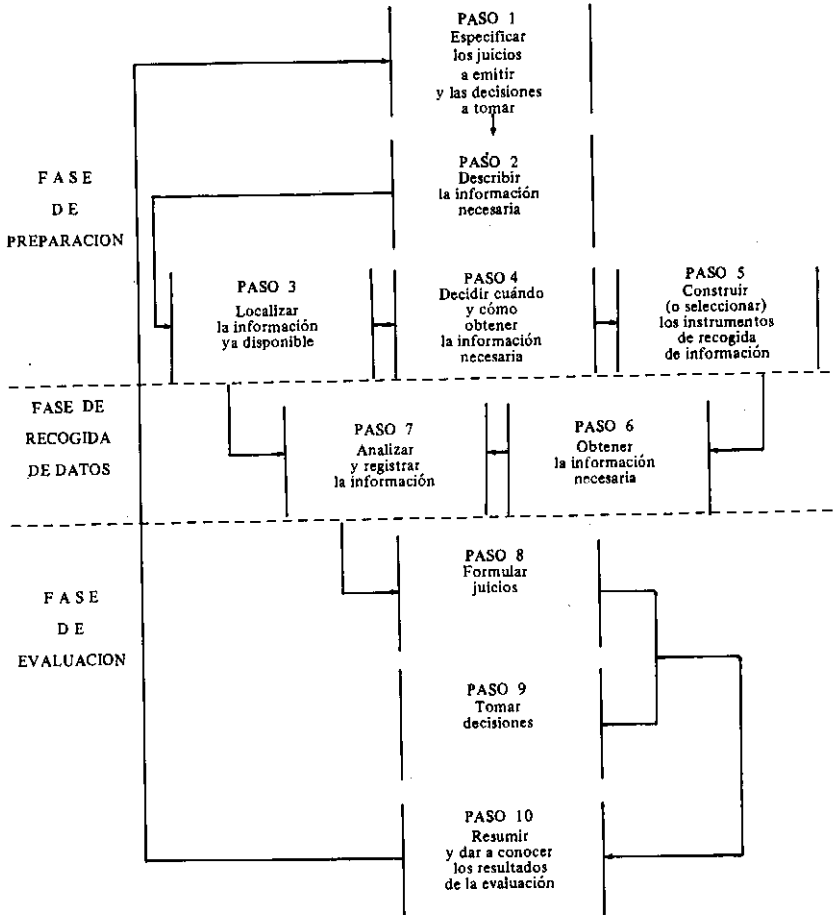 PASO 1
Especificar
los juicios
a emitir
y las decisiones
a tomar
FASE
DE
PREPARACION
PASO 2
Describir
la información
necesaria
PASO 3
Localizar
la información
ya disponible
PASO 4
Decidir cuándo
y cómo
obtener
la información
necesaria
PASO 5
Construir
(o seleccionar)
los instrumentos
de recogida
de información
FASE DE
RECOGIDA
DE DATOS
PASO 7
Analizar
y registrar
la información
PASO 6
Obtener
la información
necesaria
FASE
DE
EVALUACION
PASO 8
Formular
juicios
PASO 9
Tomar
decisiones
PASO 10
Resumir
y dar a conocer
los resultados
de la evaluación